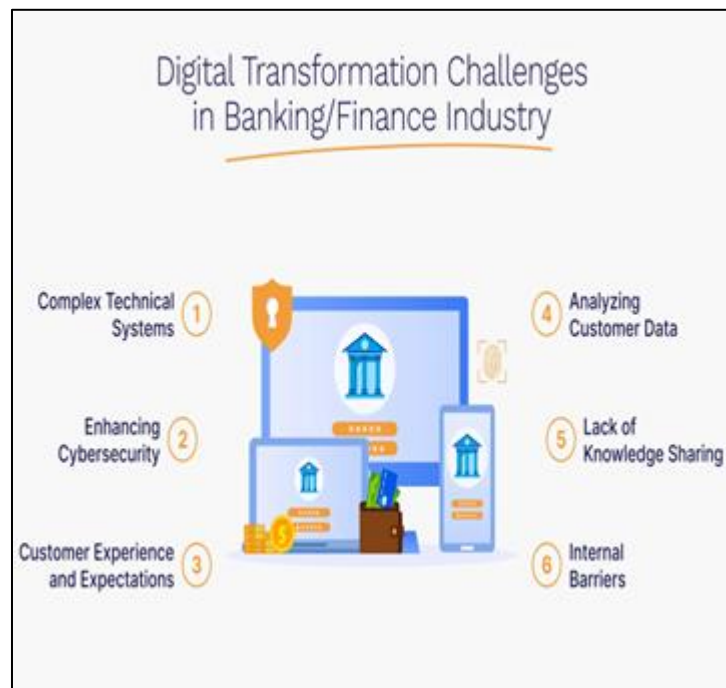 Digital Transformation Challenges
in Banking/Finance Industry
Complex Technical
Systems
1
Enhancing
Cybersecurity
2
Customer Experience
and Expectations
3
4
Analyzing
Customer Data
5
Lack of
Knowledge Sharing
6
Internal
Barriers